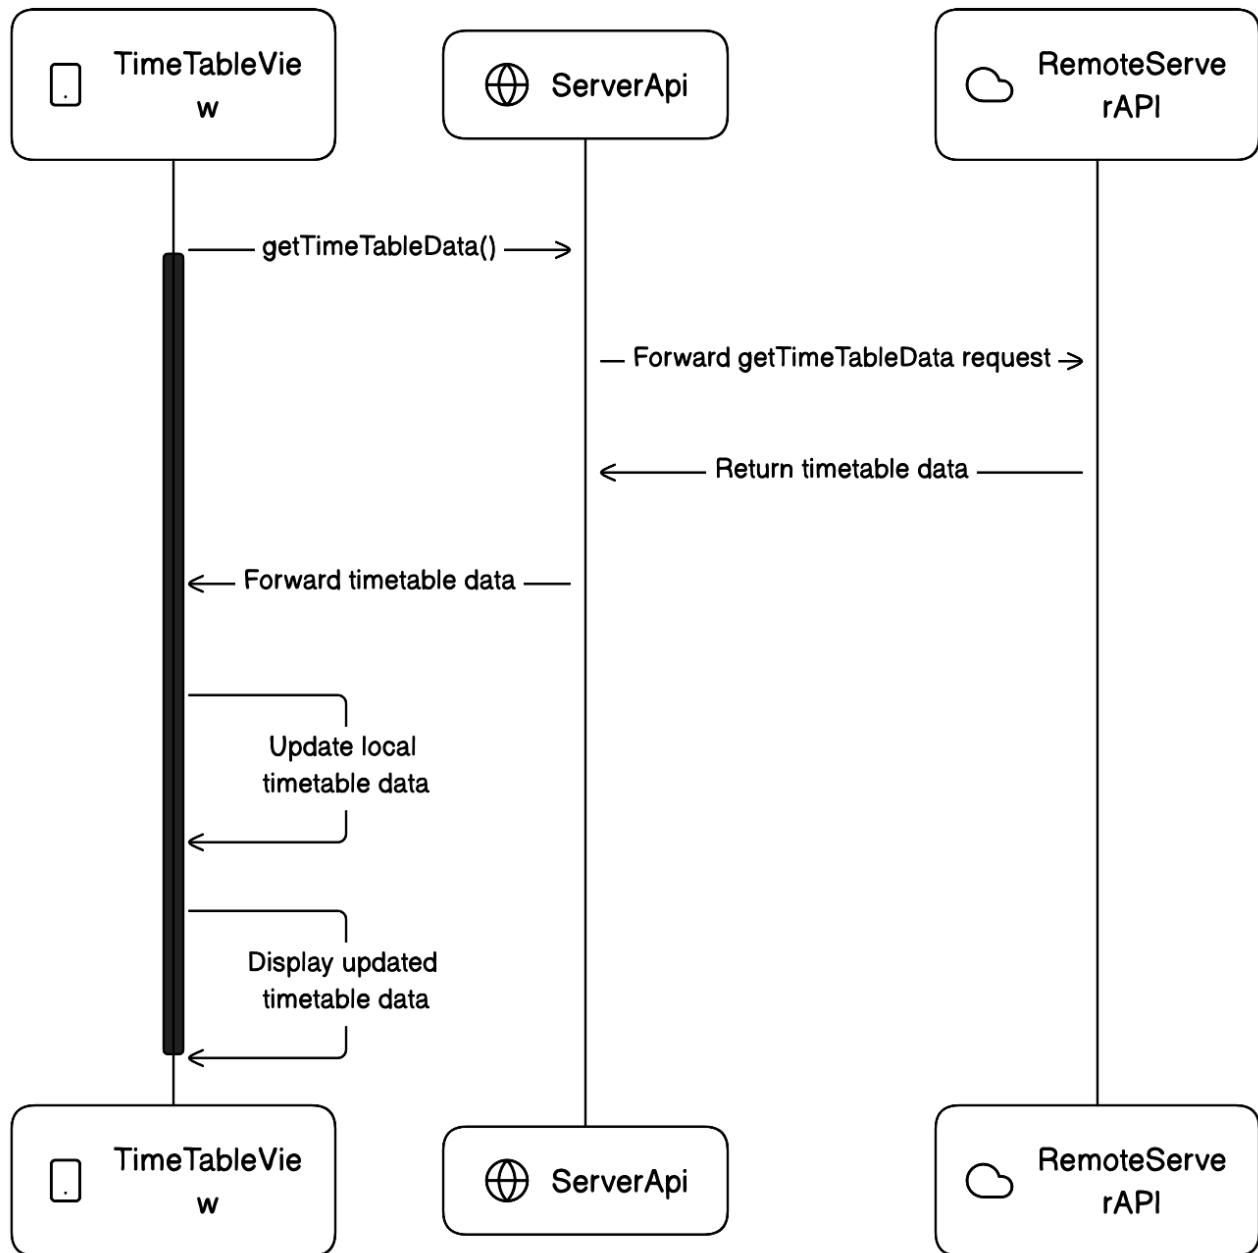 TimeTableVie
w
ServerApi
RemoteServe
rAPI
getTimeTableData()
Forward getTimeTableData request
Return timetable data
Forward timetable data
Update local
timetable data
Display updated
timetable data
TimeTableVie
w
ServerApi
RemoteServe
rAPI